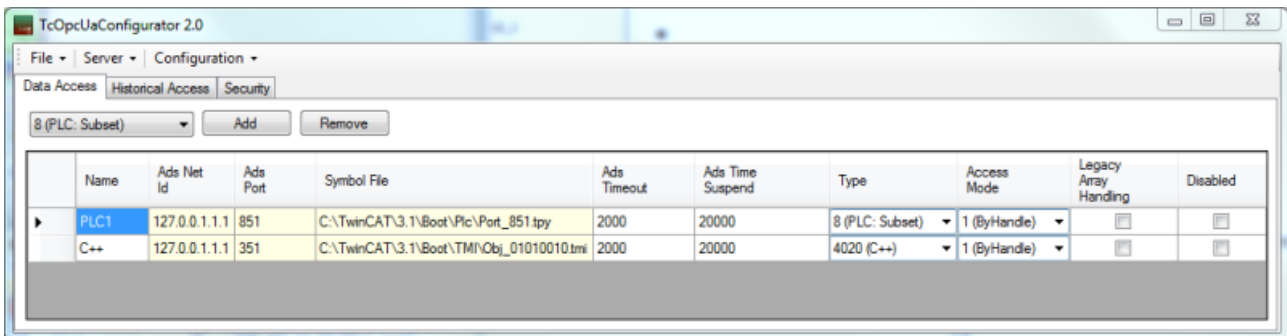 TcOpcUaConfigurator 2.0
File Server Configuration
Data Access Historical Access Security
8 (PLC: Subset) Add Remove
Name Ads Net Id Ads Port Symbol File Ads Timeout Ads Time Suspend Type Access Mode Legacy Array Handling Disabled
PLC1 127.0.0.1.1.1 851 C:\TwinCAT\3.1\Boot\Plc\Port_851.tpy 2000 20000 8 (PLC: Subset) 1 (ByHandle)
C++ 127.0.0.1.1.1 351 C:\TwinCAT\3.1\Boot\TMI\Obj_01010010.tmi 2000 20000 4020 (C++) 1 (ByHandle)